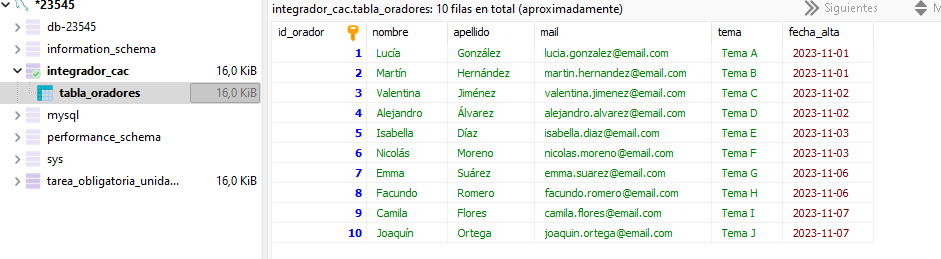 *23545
db-23545
information_schema
integrador_cac 16,0 KiB
tabla_oradores 16,0 KiB
mysql
performance_schema
sys
tarea_obligatoria_unida... 16,0 KiB
integrador_cac.tabla_oradores: 10 filas en total (aproximadamente) Siguientes
id_orador nombre apellido mail tema fecha_alta
1 Lucía González lucia.gonzalez@email.com Tema A 2023-11-01
2 Martín Hernández martin.hernandez@email.com Tema B 2023-11-01
3 Valentina Jiménez valentina.jimenez@email.com Tema C 2023-11-02
4 Alejandro Álvarez alejandro.alvarez@email.com Tema D 2023-11-02
5 Isabella Díaz isabella.diaz@email.com Tema E 2023-11-03
6 Nicolás Moreno nicolas.moreno@email.com Tema F 2023-11-03
7 Emma Suárez emma.suarez@email.com Tema G 2023-11-06
8 Facundo Romero facundo.romero@email.com Tema H 2023-11-06
9 Camila Flores camila.flores@email.com Tema I 2023-11-07
10 Joaquín Ortega joaquin.ortega@email.com Tema J 2023-11-07